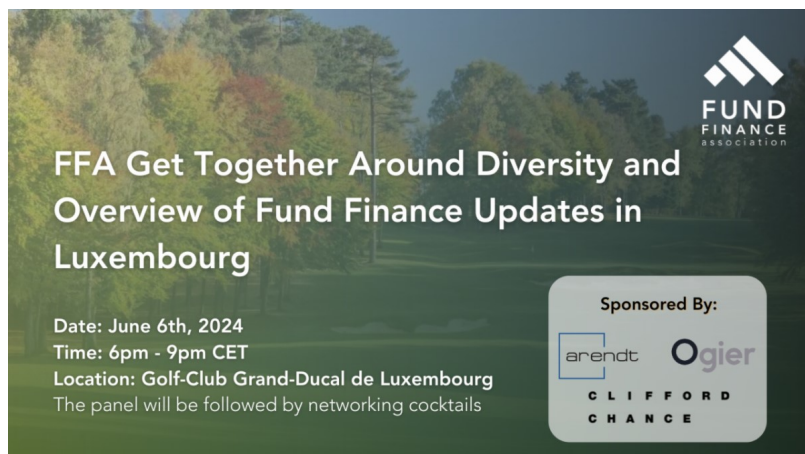 FUND
FINANCE
association
FFA Get Together Around Diversity and
Overview of Fund Finance Updates in
Luxembourg
Date: June 6th, 2024
Time: 6pm - 9pm CET
Location: Golf-Club Grand-Ducal de Luxembourg
The panel will be followed by networking cocktails
Sponsored By:
arendt
Ogier
CLIFFORD
CHANCE